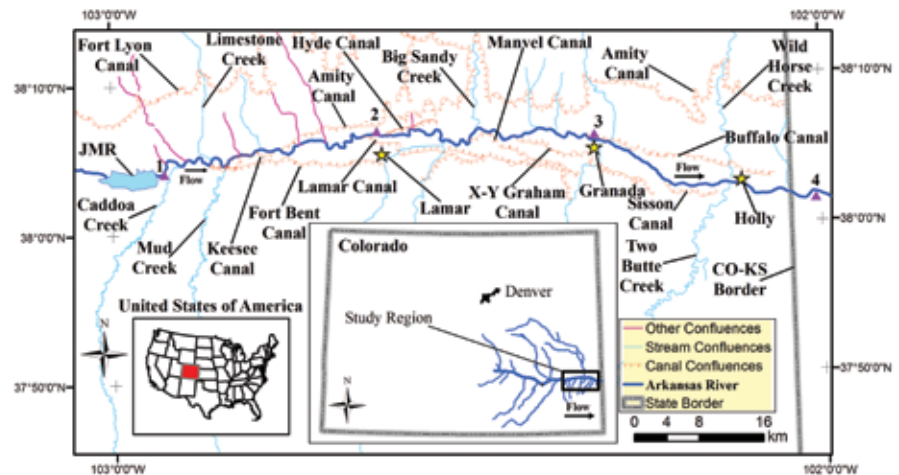 103°0'0"W
102°0'0"W
Fort Lyon
Canal
Limestone
Creek
Hyde Canal
Amity
Canal
Big Sandy
Creek
Manvel Canal
Amity
Canal
Wild
Horse
Creek
38°10'0"N
38°10'0"N
JMR
1
2
3
4
Flow
Flow
Buffalo Canal
Caddoa
Creek
Mud
Creek
Keesee
Canal
Fort Bent
Canal
Lamar Canal
Lamar
X-Y Graham
Canal
Granada
Sisson
Canal
Holly
Two
Butte
Creek
CO-KS
Border
38°0'0"N
38°0'0"N
United States of America
N
Colorado
Denver
Study Region
Flow
N
Other Confluences
Stream Confluences
Canal Confluences
Arkansas River
State Border
0 4 8 16
km
37°50'0"N
37°50'0"N
103°0'0"W
102°0'0"W